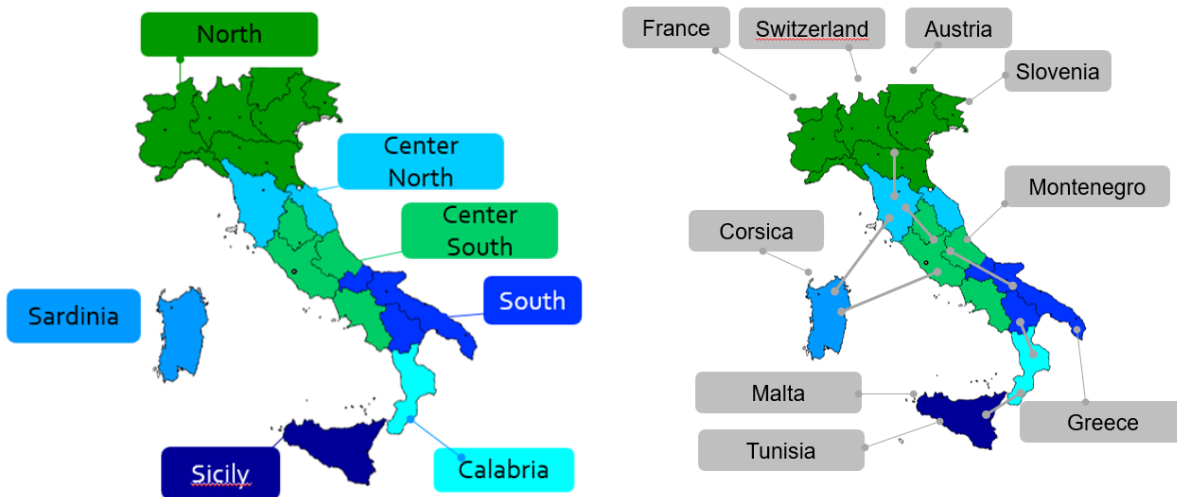 North
Center
North
Center
South
South
Sardinia
Sicily
Calabria
France
Switzerland
Austria
Slovenia
Montenegro
Corsica
Malta
Tunisia
Greece